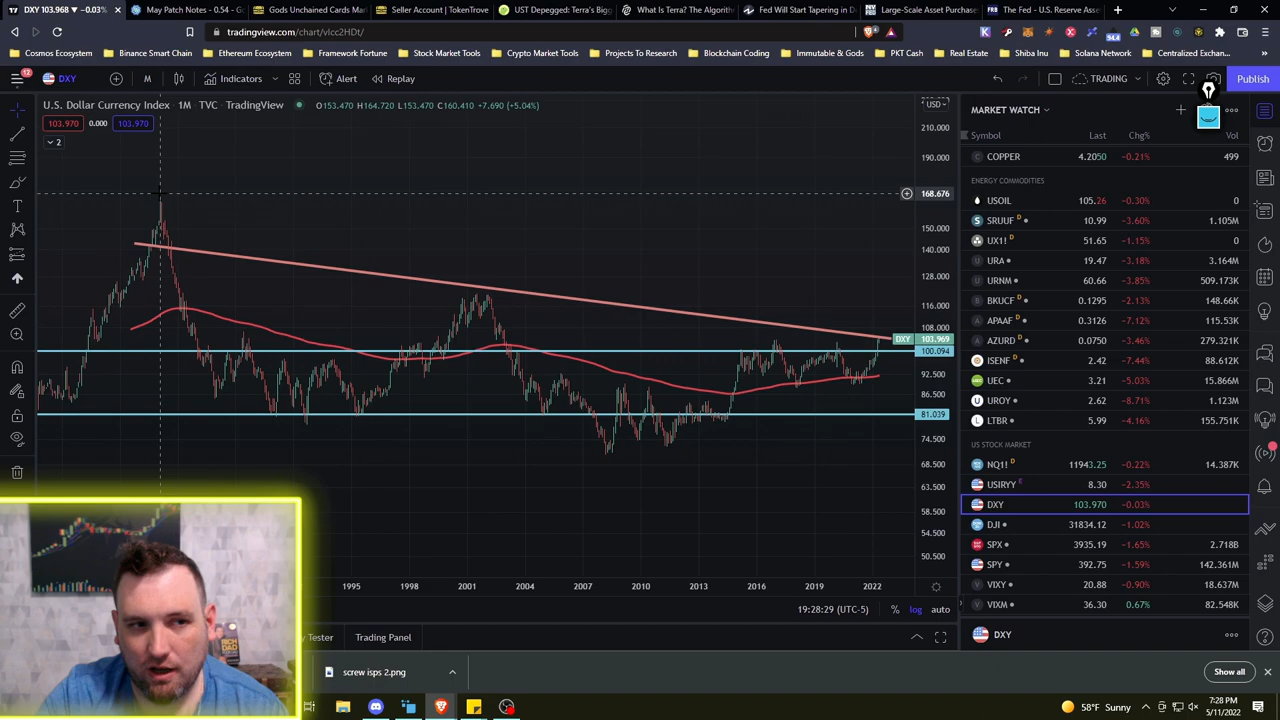 DXY 103.968 ▼ −0.03%
May Patch Notes - 0.54 - G
Gods Unchained Cards Mar
Seller Account | TokenTrove
UST Depegged: Terra's Bigg
What Is Terra? The Algorith
Fed Will Start Tapering in D
Large-Scale Asset Purchase
The Fed - U.S. Reserve Asse
tradingview.com/chart/vlcc2HDt/
Cosmos Ecosystem
Binance Smart Chain
Ethereum Ecosystem
Framework Fortune
Stock Market Tools
Crypto Market Tools
Projects To Research
Blockchain Coding
Immutable & Gods
PKT Cash
Real Estate
Shiba Inu
Solana Network
Centralized Exchan...
12
DXY
M
Indicators
Alert
Replay
TRADING
Publish
U.S. Dollar Currency Index 1M TVC TradingView
O153.470 H164.720 L153.470 C160.410 +7.690 (+5.04%)
103.970 0.000 103.970
2
USD
210.000
190.000
168.676
150.000
140.000
128.000
116.000
108.000
DXY 103.969
100.094
92.500
86.500
81.039
74.500
68.500
63.500
58.500
54.500
50.500
1995 1998 2001 2004 2007 2010 2013 2016 2019 2022
19:28:29 (UTC-5) % log auto
Tester
Trading Panel
MARKET WATCH
Symbol Last Chg% Vol
COPPER 4.2050 −0.21% 499
ENERGY COMMODITIES
USOIL 105.26 −0.30% 0
SRUUF D 10.99 −3.60% 1.105M
UX1! D 51.65 −1.15% 0
URA 19.47 −3.18% 3.164M
URNM 60.66 −3.85% 509.173K
BKUCF D 0.1295 −2.13% 148.66K
APAAF D 0.3126 −7.12% 115.53K
AZURD D 0.0750 −3.46% 279.321K
ISENF D 2.42 −7.44% 88.612K
UEC 3.21 −5.03% 15.866M
UROY 2.62 −8.71% 1.123M
LTBR 5.99 −4.16% 155.751K
US STOCK MARKET
NQ1! D 11943.25 −0.22% 14.387K
USIRYY E 8.30 −2.35%
DXY 103.970 −0.03%
DJI 31834.12 −1.02%
SPX 3935.19 −1.65% 2.718B
SPY 392.75 −1.59% 142.361M
VIXY 20.88 −0.90% 18.637M
VIXM 36.30 0.67% 82.548K
DXY
RICH
DAD
screw isps 2.png
Show all
58°F Sunny
7:28 PM
5/11/2022